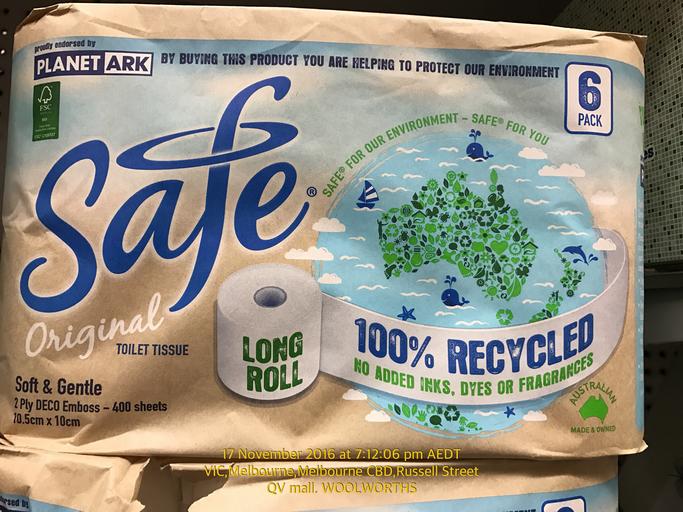 proudly endorsed by
PLANET ARK
BY BUYING THIS PRODUCT YOU ARE HELPING TO PROTECT OUR ENVIRONMENT
6
PACK
FSC
SAFE® FOR OUR ENVIRONMENT - SAFE® FOR YOU
Safe®
Original
TOILET TISSUE
LONG
ROLL
100% RECYCLED
NO ADDED INKS, DYES OR FRAGRANCES
Soft & Gentle
2 Ply DECO Emboss – 400 sheets
10.5cm x 10cm
AUSTRALIAN
MADE & OWNED
17 November 2016 at 7:12:06 pm AEDT
VIC,Melbourne,Melbourne CBD,Russell Street
QV mall. WOOLWORTHS